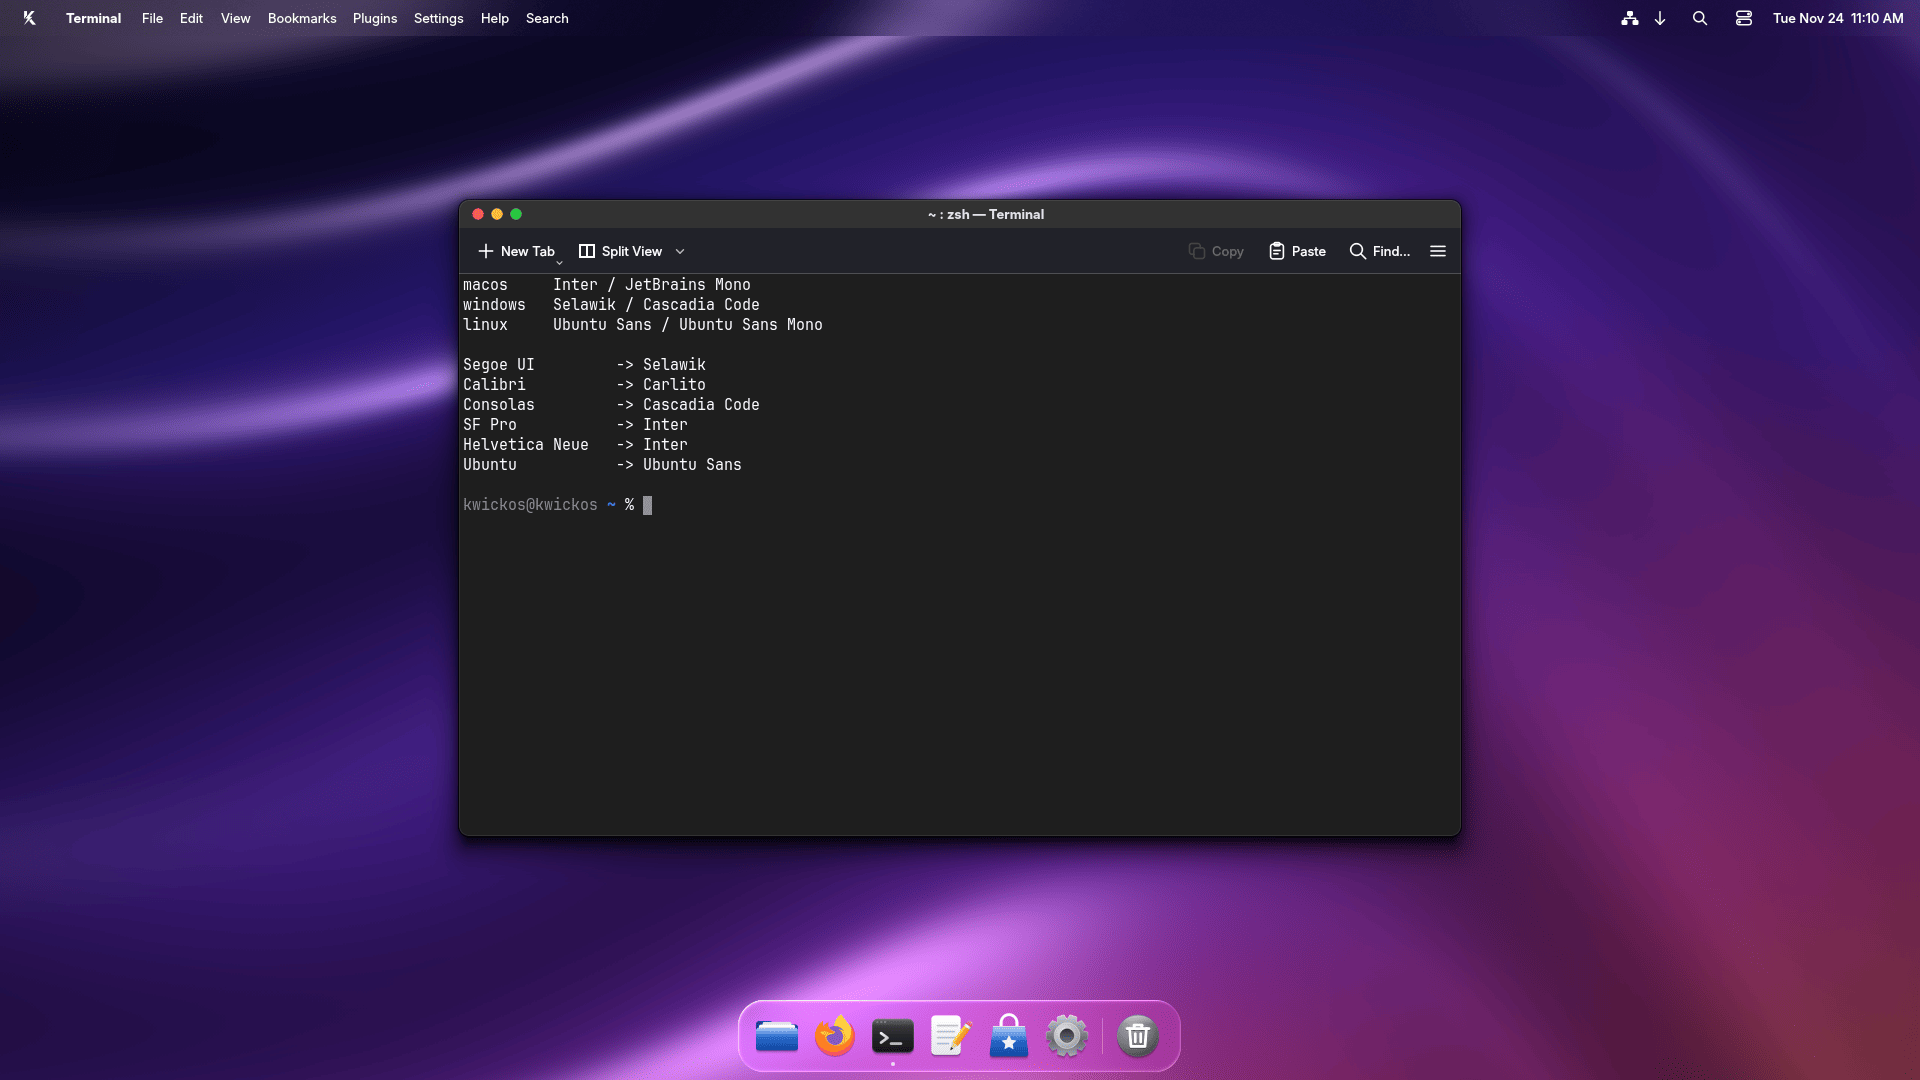 Terminal File Edit View Bookmarks Plugins Settings Help Search Tue Nov 24 11:10 AM
~ : zsh — Terminal
New Tab Split View Copy Paste Find...
macos     Inter / JetBrains Mono
windows   Selawik / Cascadia Code
linux     Ubuntu Sans / Ubuntu Sans Mono
Segoe UI         -> Selawik
Calibri          -> Carlito
Consolas         -> Cascadia Code
SF Pro           -> Inter
Helvetica Neue   -> Inter
Ubuntu           -> Ubuntu Sans
kwickos@kwickos ~ %